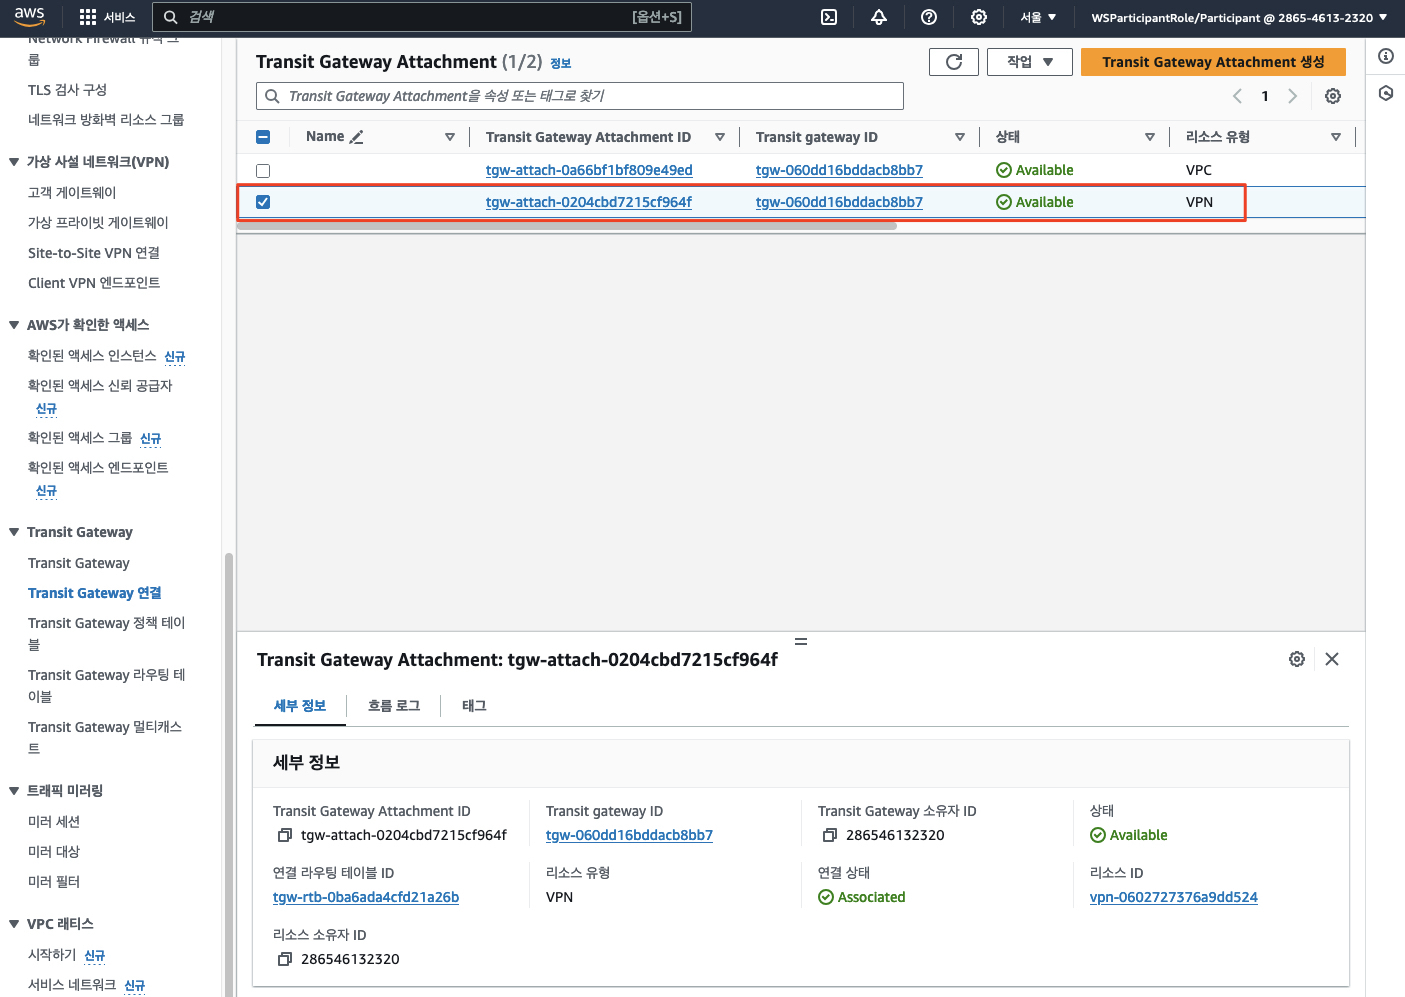 aws
서비스
검색
[옵션+S]
서울 ▼
WSParticipantRole/Participant @ 2865-4613-2320 ▼
Network Firewall 규칙 그
룹
TLS 검사 구성
네트워크 방화벽 리소스 그룹
▼ 가상 사설 네트워크(VPN)
고객 게이트웨이
가상 프라이빗 게이트웨이
Site-to-Site VPN 연결
Client VPN 엔드포인트
▼ AWS가 확인한 액세스
확인된 액세스 인스턴스 신규
확인된 액세스 신뢰 공급자
신규
확인된 액세스 그룹 신규
확인된 액세스 엔드포인트
신규
▼ Transit Gateway
Transit Gateway
Transit Gateway 연결
Transit Gateway 정책 테이
블
Transit Gateway 라우팅 테
이블
Transit Gateway 멀티캐스
트
▼ 트래픽 미러링
미러 세션
미러 대상
미러 필터
▼ VPC 래티스
시작하기 신규
서비스 네트워크 신규
Transit Gateway Attachment (1/2) 정보
작업 ▼
Transit Gateway Attachment 생성
Transit Gateway Attachment을 속성 또는 태그로 찾기
1
Name
Transit Gateway Attachment ID
Transit gateway ID
상태
리소스 유형
tgw-attach-0a66bf1bf809e49ed tgw-060dd16bddacb8bb7 Available VPC
tgw-attach-0204cbd7215cf964f tgw-060dd16bddacb8bb7 Available VPN
Transit Gateway Attachment: tgw-attach-0204cbd7215cf964f
세부 정보
흐름 로그
태그
세부 정보
Transit Gateway Attachment ID
tgw-attach-0204cbd7215cf964f
Transit gateway ID
tgw-060dd16bddacb8bb7
Transit Gateway 소유자 ID
286546132320
상태
Available
연결 라우팅 테이블 ID
tgw-rtb-0ba6ada4cfd21a26b
리소스 유형
VPN
연결 상태
Associated
리소스 ID
vpn-0602727376a9dd524
리소스 소유자 ID
286546132320